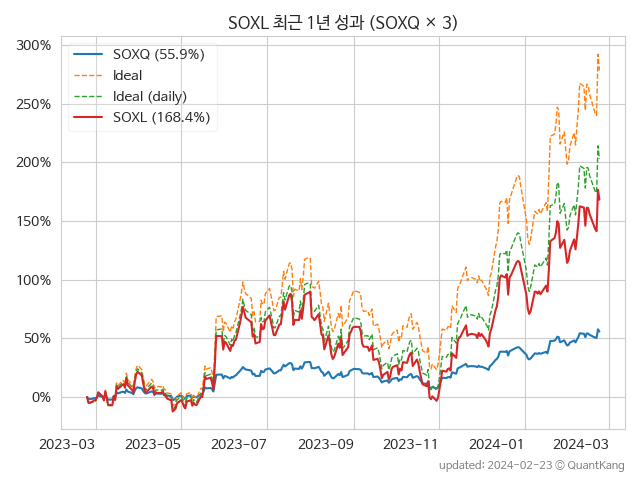 SOXL 최근 1년 성과 (SOXQ × 3)
300%
250%
200%
150%
100%
50%
0%
SOXQ (55.9%)
Ideal
Ideal (daily)
SOXL (168.4%)
2023-03
2023-05
2023-07
2023-09
2023-11
2024-01
2024-03
updated: 2024-02-23 ⓒ QuantKang